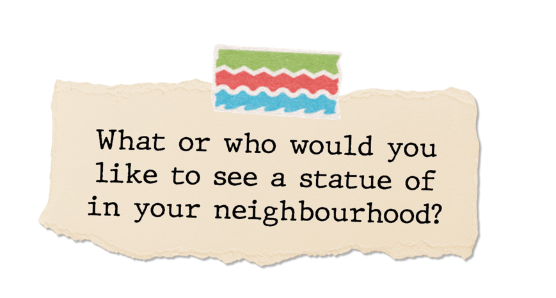 What or who would you
like to see a statue of
in your neighbourhood?